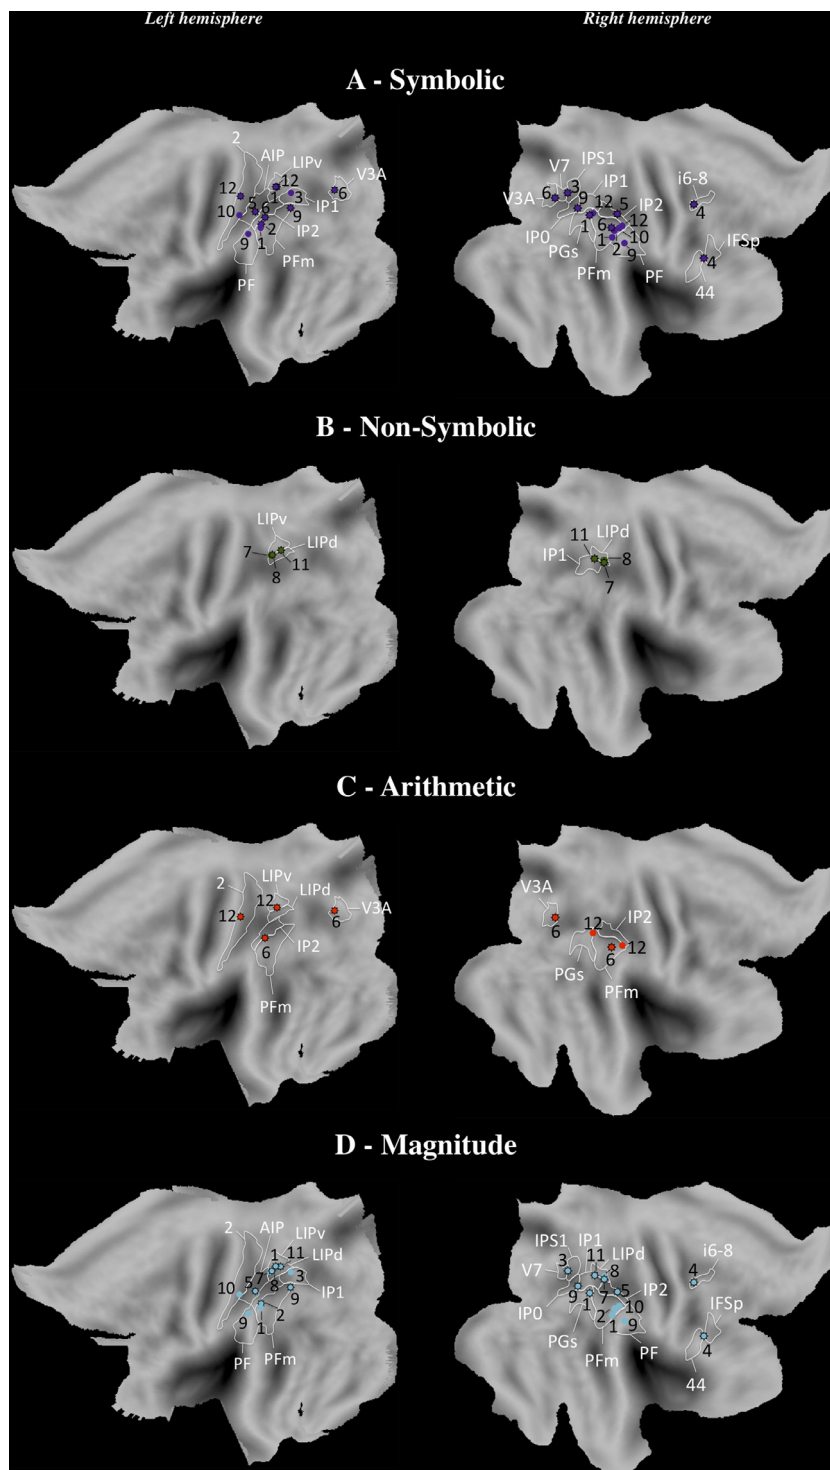 Left hemisphere Right hemisphere
A - Symbolic
2 AIP LIPv V3A
12 12 6
5 6 1 3 IP1
10 9
2 IP2
9 1 PFm
PF
IPS1
V7 3 IP1 i6-8
V3A 6 9 12 5 IP2 4
12
IP0 1 6 10 IFSp
PGs 1 2 9 4
PFm PF 44
B - Non-Symbolic
LIPv
LIPd
7 8 11
LIPd
11 8
IP1
7
C - Arithmetic
LIPv
2 12 LIPd V3A
12 6
6 IP2
PFm
V3A
6 12 IP2
6 12
PGs PFm
D - Magnitude
2 AIP LIPv
1 11 LIPd
10 5 7 8 3 IP1
9 1 2
9
PF PFm
IPS1 IP1
3 11 LIPd i6-8
V7 8 4
IP0 9 7 5 IP2 IFSp
1 2 10
PGs 1 9 4
PFm PF 44